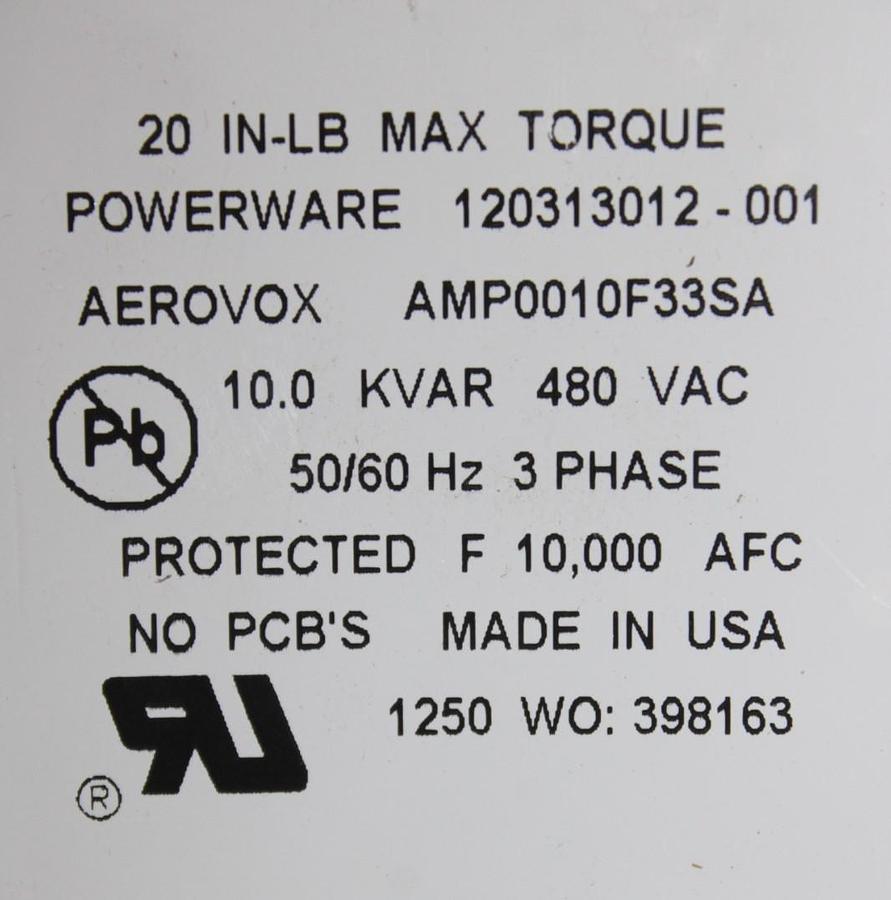 20 IN-LB MAX TORQUE
POWERWARE 120313012 - 001
AEROVOX AMP0010F33SA
Pb
10.0 KVAR 480 VAC
50/60 Hz 3 PHASE
PROTECTED F 10,000 AFC
NO PCB'S MADE IN USA
RU
1250 WO: 398163
®